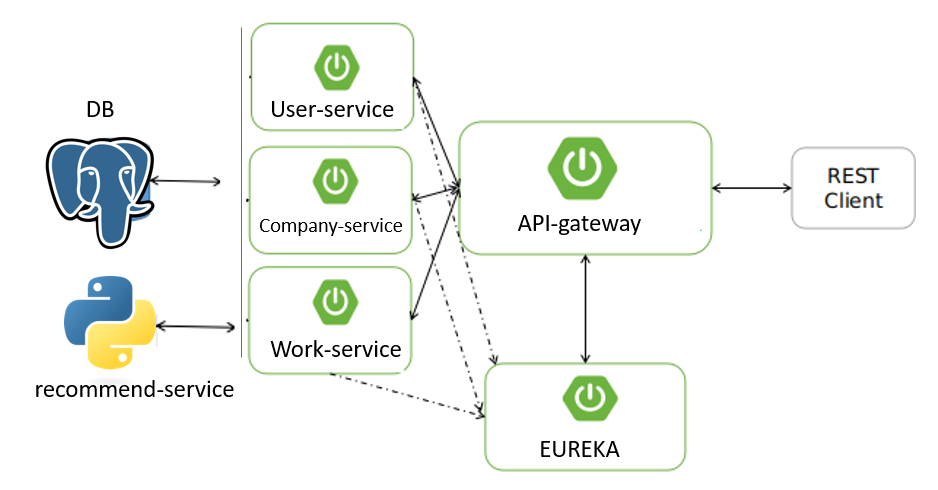 DB
User-service
Company-service
Work-service
recommend-service
API-gateway
EUREKA
REST
Client